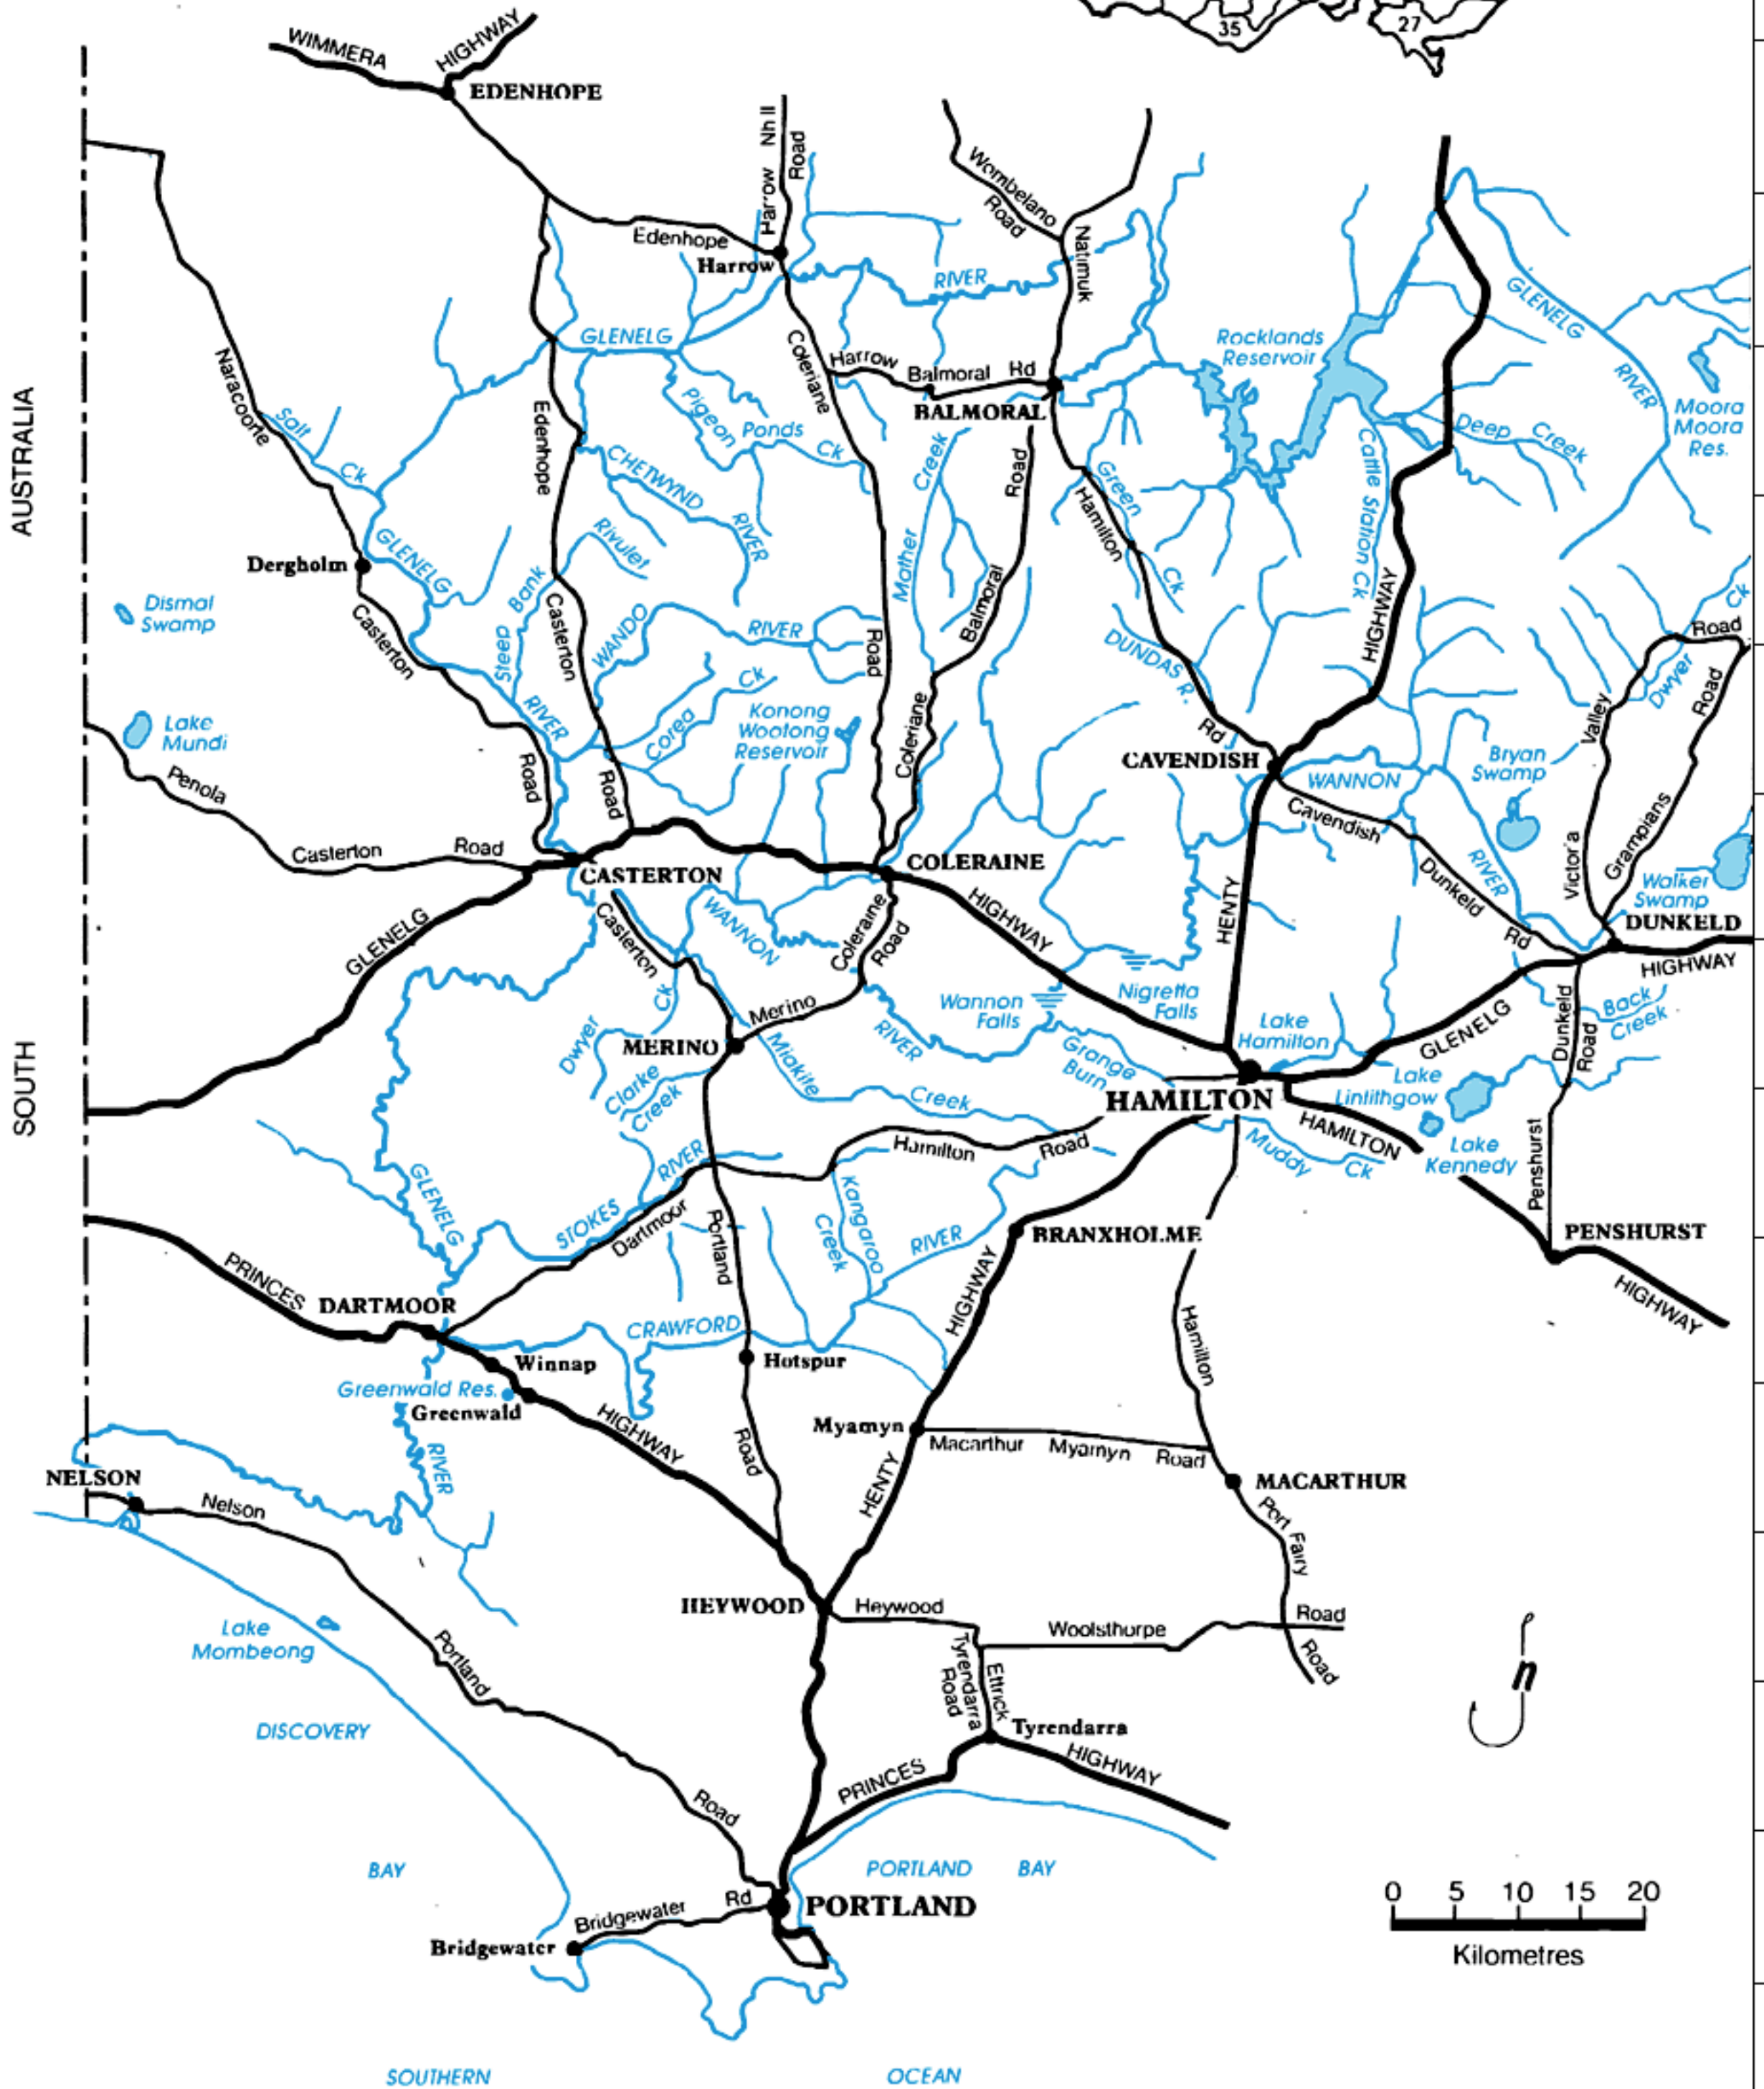 35
27
WIMMERA
HIGHWAY
EDENHOPE
Harrow Nh ll
Road
Wombelano
Road
Natimuk
Edenhope
Harrow
RIVER
GLENELG
RIVER
GLENELG
Rocklands
Reservoir
Naracoorte
Coleriane
Harrow
Balmoral
Rd
BALMORAL
Moora
Moora
Res.
AUSTRALIA
Salt
Ck
Edenhope
Pigeon
Ponds
Ck
Deep
Creek
CHETWYND
RIVER
Mather
Creek
Road
Green
Hamilton
Ck
Cattle Station Ck
Dergholm
GLENELG
Rivulet
Bank
Steep
Balmoral
HIGHWAY
Dismal
Swamp
Casterton
Casterton
WANDO
RIVER
Road
DUNDAS R.
Ck
Road
Dwyer
Road
Valley
Lake
Mundi
RIVER
Corea
Ck
Konong
Wootong
Reservoir
Coleriane
Rd
CAVENDISH
WANNON
Bryan
Swamp
Penola
Road
Road
Cavendish
Victor'a
Grampians
Casterton
Road
CASTERTON
COLERAINE
Dunkeld
RIVER
Walker
Swamp
GLENELG
Casterton
WANNON
Coleraine
Road
HIGHWAY
HENTY
Rd
DUNKELD
HIGHWAY
Ck
Merino
Wannon
Falls
Nigretta
Falls
Dunkeld
Road
Back
Creek
SOUTH
Dwyer
MERINO
RIVER
Lake
Hamilton
GLENELG
Clarke
Creek
Miakite
Creek
Grange
Burn
HAMILTON
Lake
Linlithgow
HAMILTON
Lake
Kennedy
Penshurst
GLENELG
RIVER
Hamilton
Road
Muddy
Ck
STOKES
Dartmoor
Portland
Kangaroo
Creek
RIVER
BRANXHOLME
PENSHURST
HIGHWAY
PRINCES
DARTMOOR
HIGHWAY
CRAWFORD
Hotspur
Hamilton
Winnap
Greenwald Res.
Greenwald
HIGHWAY
Road
Myamyn
Macarthur
Myamyn
Road
RIVER
NELSON
Nelson
HENTY
MACARTHUR
Port Fairy
HEYWOOD
Heywood
Woolsthorpe
Road
Road
Lake
Mombeong
Portland
Tyrendarra
Road
Ettrick
DISCOVERY
Tyrendarra
PRINCES
HIGHWAY
Road
BAY
PORTLAND
BAY
Bridgewater
Rd
PORTLAND
Bridgewater
0 5 10 15 20
Kilometres
n
SOUTHERN
OCEAN